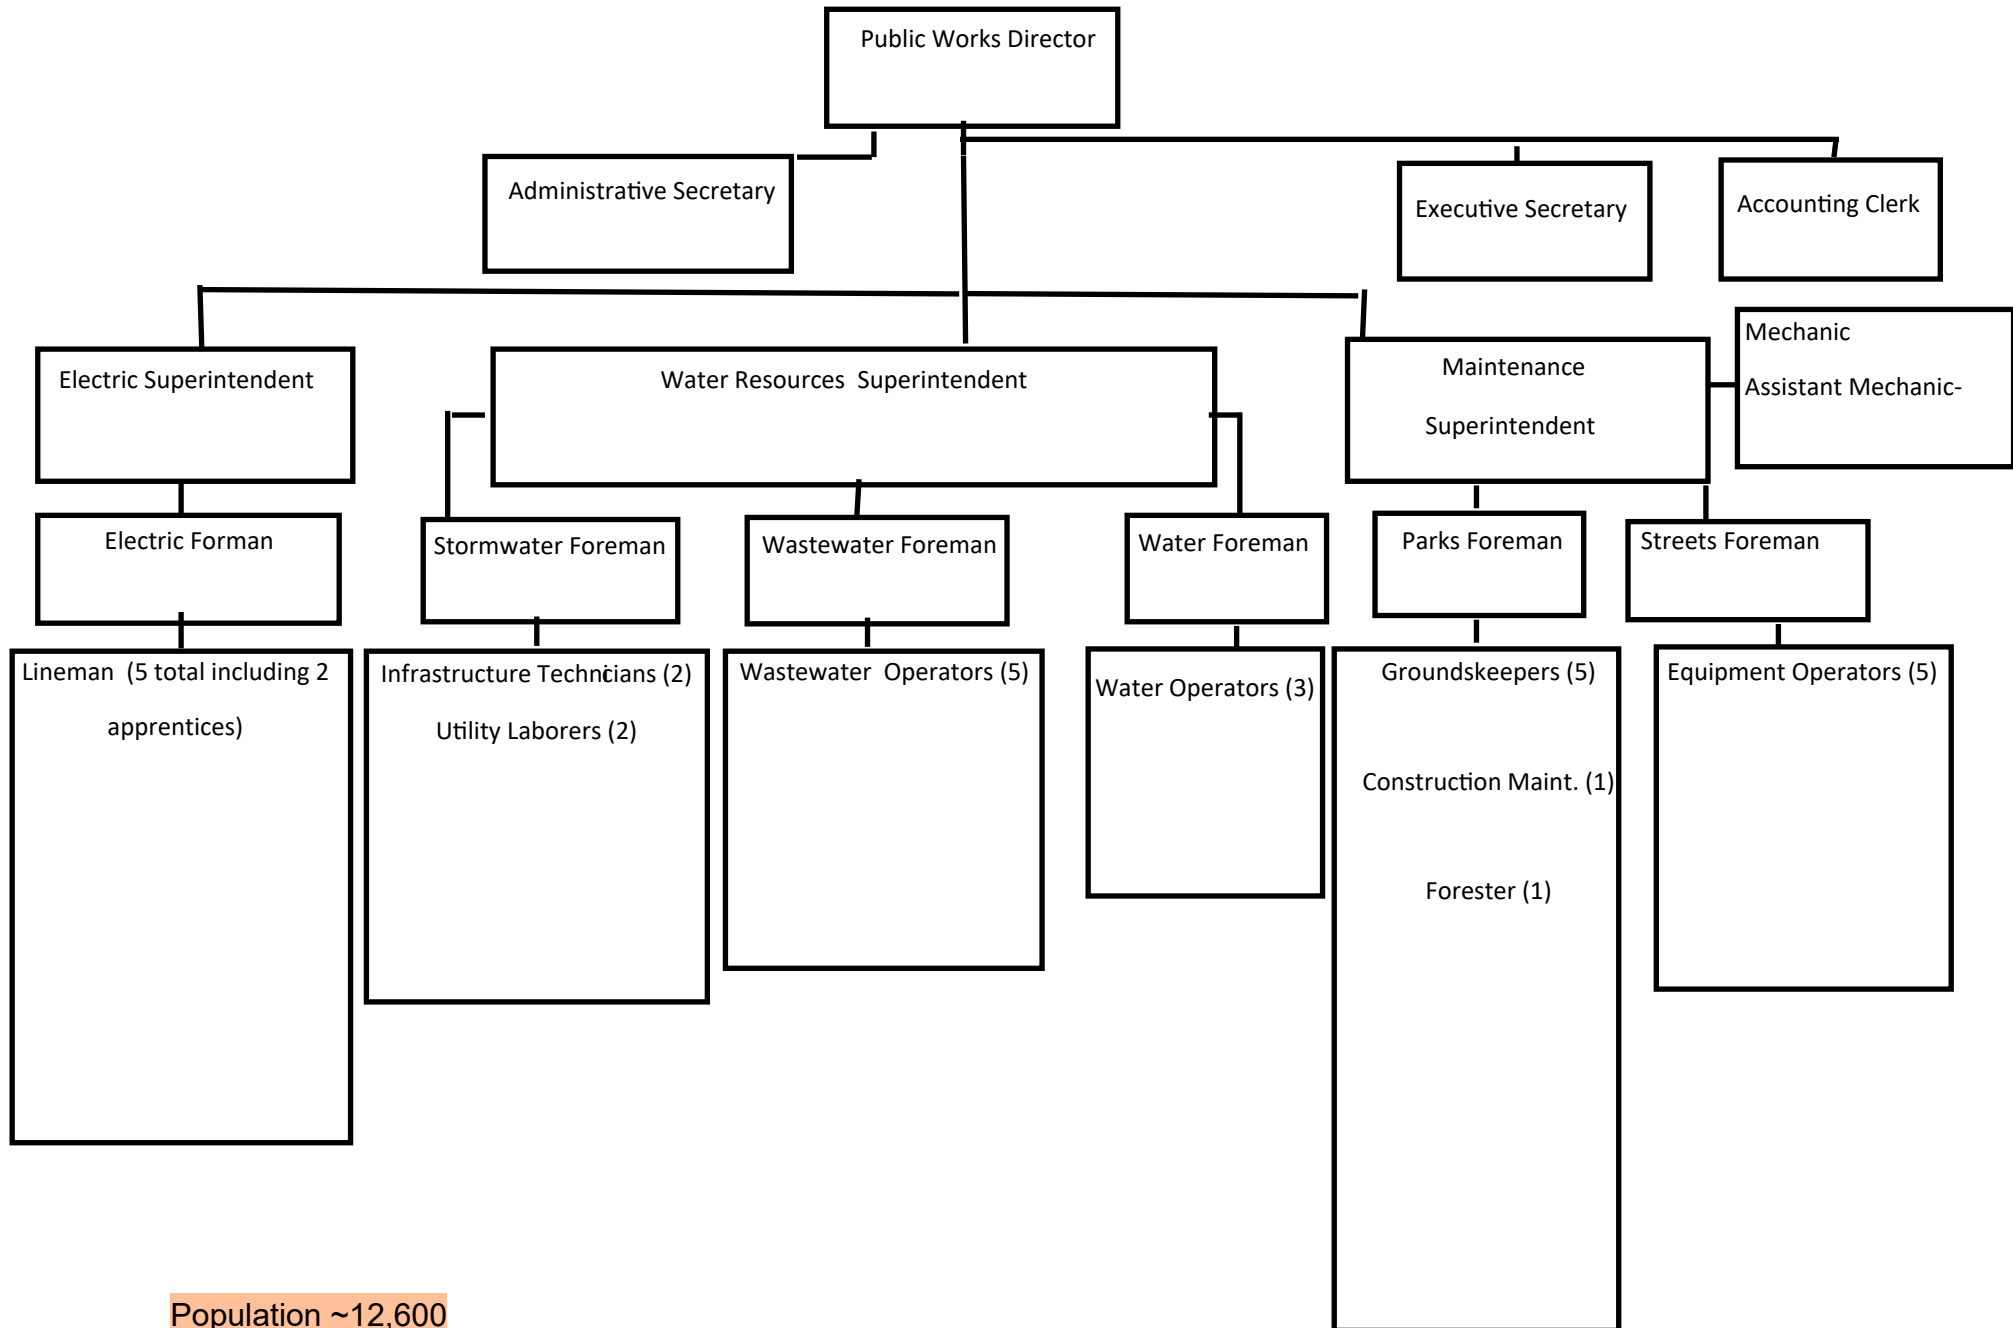 Public Works Director
Administrative Secretary
Executive Secretary
Accounting Clerk
Electric Superintendent
Water Resources  Superintendent
Maintenance
Superintendent
Mechanic
Assistant Mechanic-
Electric Forman
Stormwater Foreman
Wastewater Foreman
Water Foreman
Parks Foreman
Streets Foreman
Lineman  (5 total including 2
apprentices)
Infrastructure Technicians (2)
Utility Laborers (2)
Wastewater  Operators (5)
Water Operators (3)
Groundskeepers (5)
Construction Maint. (1)
Forester (1)
Equipment Operators (5)
Population ~12,600